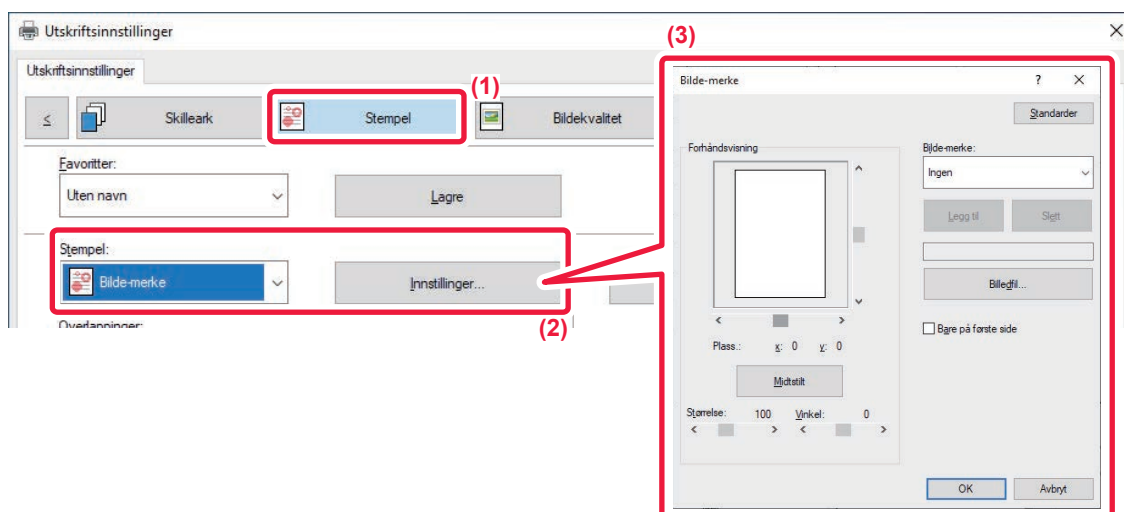 Utskriftsinnstillinger
Utskriftsinnstillinger
(1)
≤ Skilleark Stempel Bildekvalitet
Favoritter:
Uten navn Lagre
Stempel:
Bilde-merke Innstillinger...
(2)
Overlappinger:
(3)
Bilde-merke ?
Standarder
Forhåndsvisning
Bilde-merke:
Ingen
Legg til Slett
Billedfil...
Bare på første side
Plass.: x: 0 y: 0
Midtstilt
Størrelse: 100 Vinkel: 0
OK Avbryt